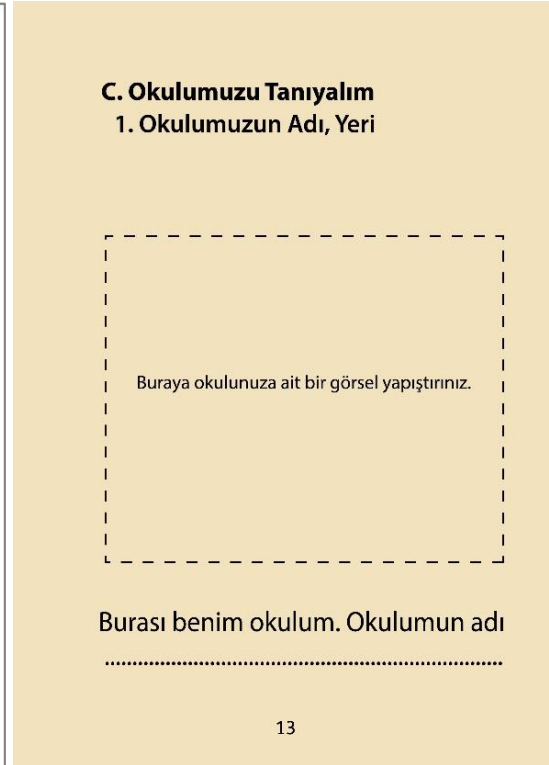 C. Okulumuzu Tanıyalım
1. Okulumuzun Adı, Yeri
Buraya okulunuza ait bir görsel yapıştırınız.
Burası benim okulum. Okulumun adı
........................................................................
13